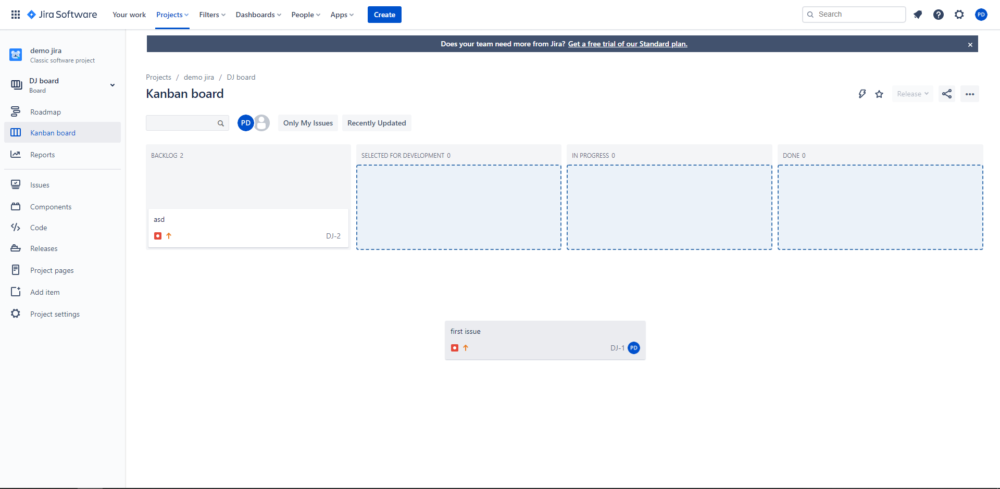 Jira Software Your work Projects Filters Dashboards People Apps Create Search PD
Does your team need more from Jira? Get a free trial of our Standard plan.
demo jira
Classic software project
DJ board
Board
Roadmap
Kanban board
Reports
Issues
Components
Code
Releases
Project pages
Add item
Project settings
Projects / demo jira / DJ board
Kanban board
Release
PD Only My Issues Recently Updated
BACKLOG 2 SELECTED FOR DEVELOPMENT 0 IN PROGRESS 0 DONE 0
asd
DJ-2
first issue
DJ-1 PD